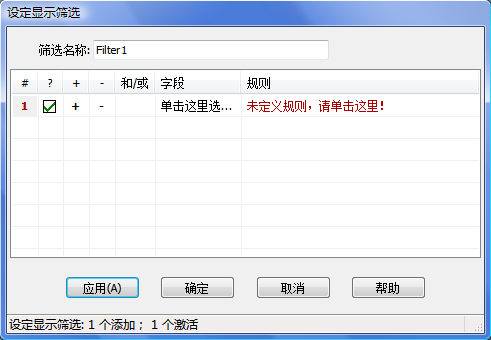 设定显示筛选
筛选名称: Filter1
# ? + - 和/或 字段 规则
1 + - 单击这里选... 未定义规则，请单击这里！
应用(A) 确定 取消 帮助
设定显示筛选: 1 个添加； 1 个激活